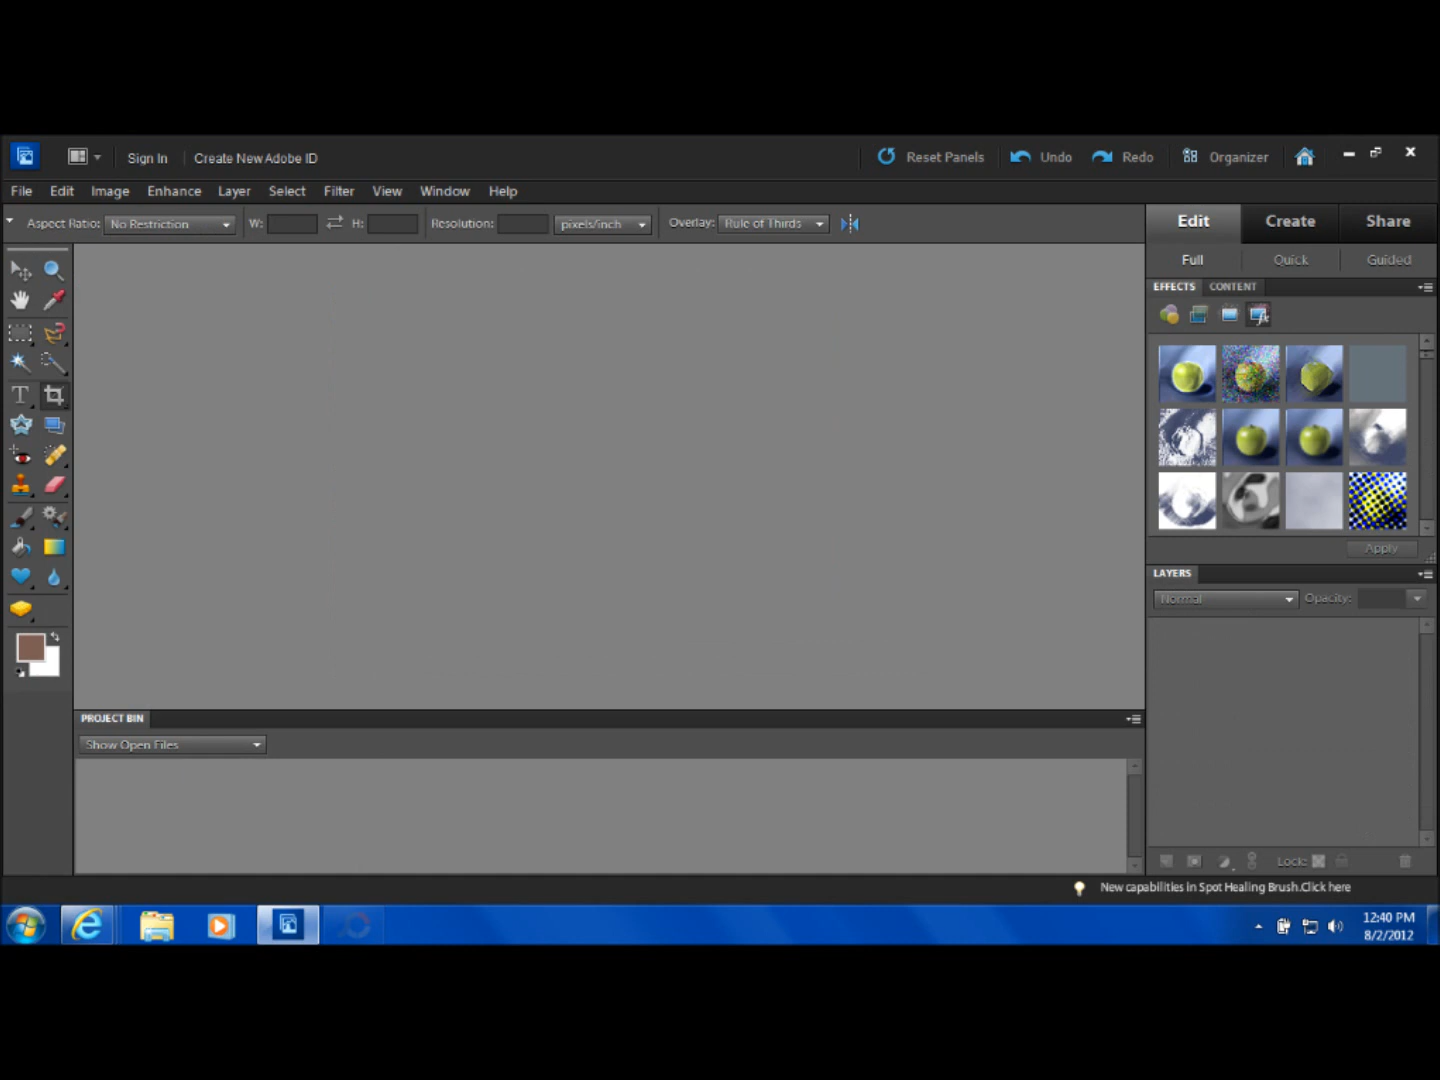 Sign In
Create New Adobe ID
Reset Panels
Undo
Redo
Organizer
File Edit Image Enhance Layer Select Filter View Window Help
Aspect Ratio: No Restriction W: H: Resolution: pixels/inch Overlay: Rule of Thirds
Edit Create Share
Full Quick Guided
EFFECTS CONTENT
Apply
LAYERS
Normal Opacity:
PROJECT BIN
Show Open Files
Lock:
New capabilities in Spot Healing Brush.Click here
12:40 PM
8/2/2012